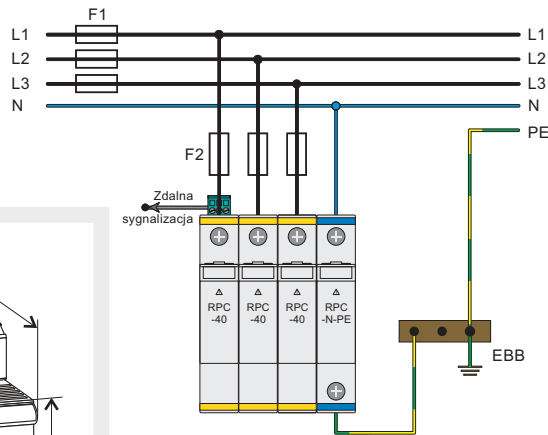 F1
L1 L1
L2 L2
L3 L3
N N
PE
F2
Zdalna
sygnalizacja
RPC RPC RPC RPC
-40 -40 -40 -N-PE
EBB